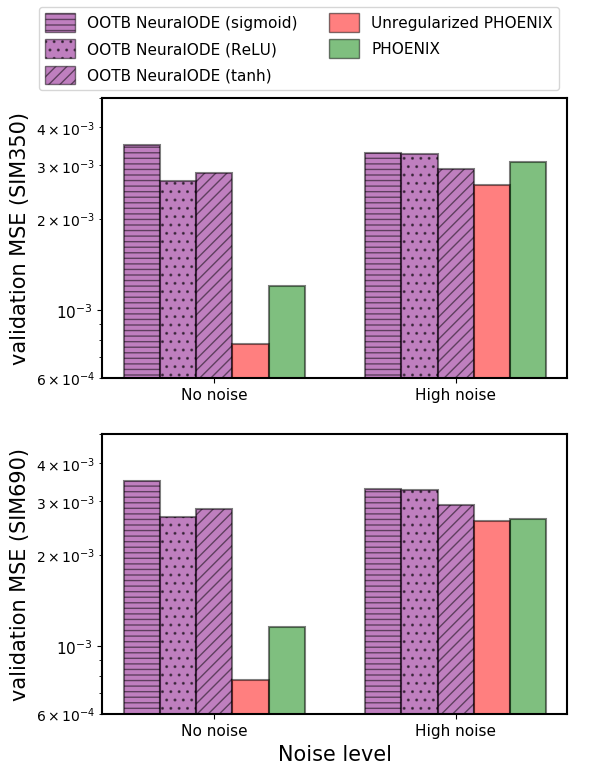 OOTB NeuralODE (sigmoid)
OOTB NeuralODE (ReLU)
OOTB NeuralODE (tanh)
Unregularized PHOENIX
PHOENIX
validation MSE (SIM350)
4 × 10⁻³
3 × 10⁻³
2 × 10⁻³
10⁻³
6 × 10⁻⁴
No noise
High noise
validation MSE (SIM690)
4 × 10⁻³
3 × 10⁻³
2 × 10⁻³
10⁻³
6 × 10⁻⁴
No noise
High noise
Noise level